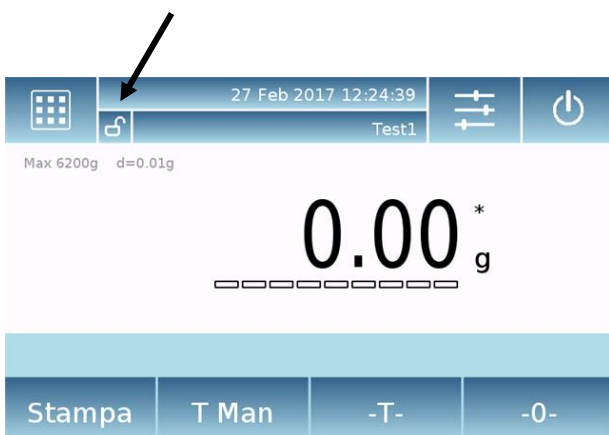 27 Feb 2017 12:24:39
Test1
Max 6200g d=0.01g
0.00 * g
Stampa T Man -T- -0-